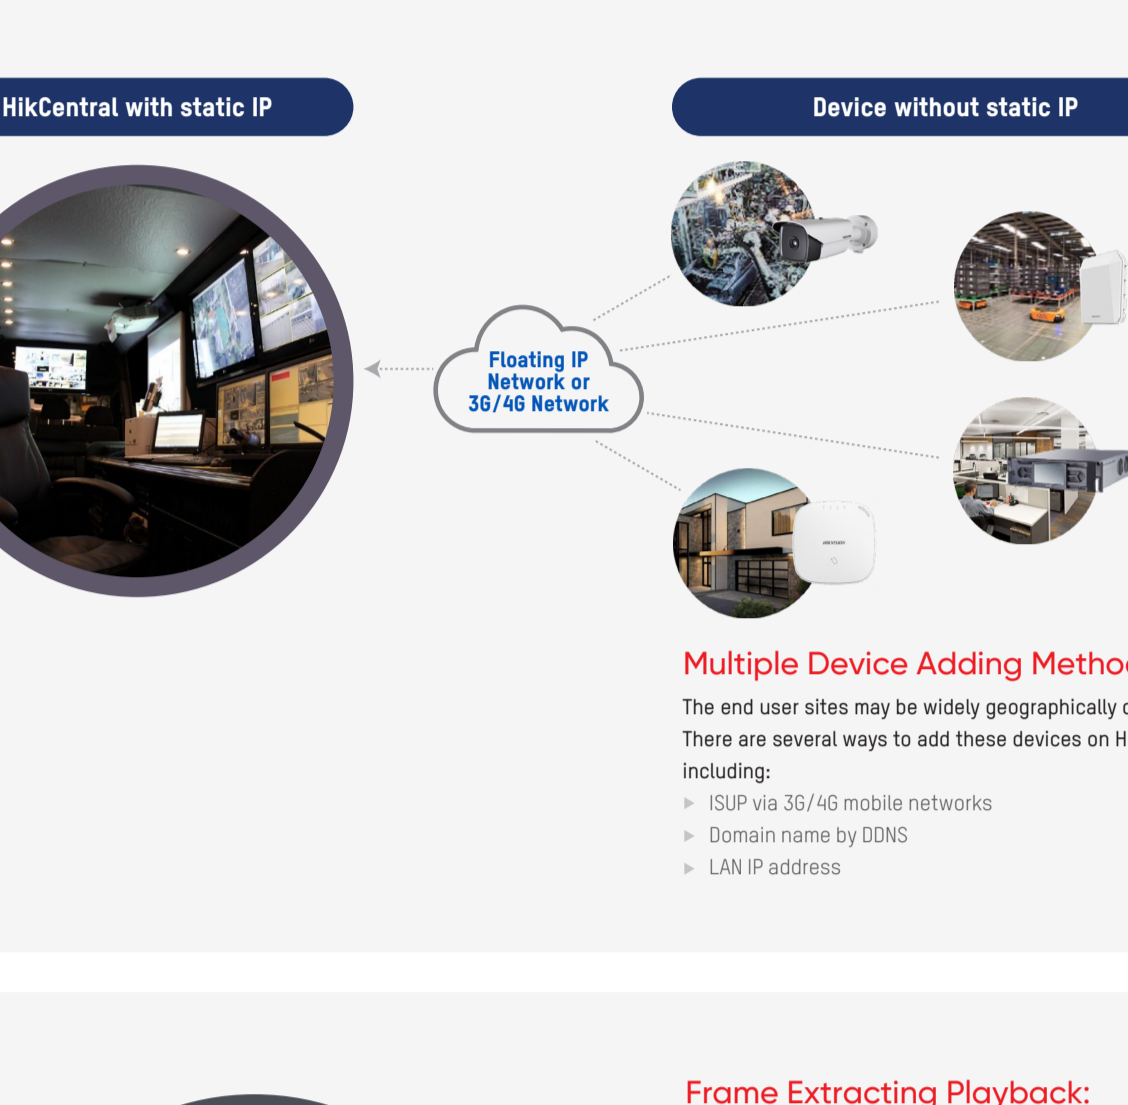 HikCentral with static IP
Device without static IP
Floating IP
Network or
3G/4G Network
HIKVISION
Multiple Device Adding
The end user sites may be widely geographically
There are several ways to add these devices on
including:
ISUP via 3G/4G mobile networks
Domain name by DDNS
LAN IP address
Frame Extracting Playback: